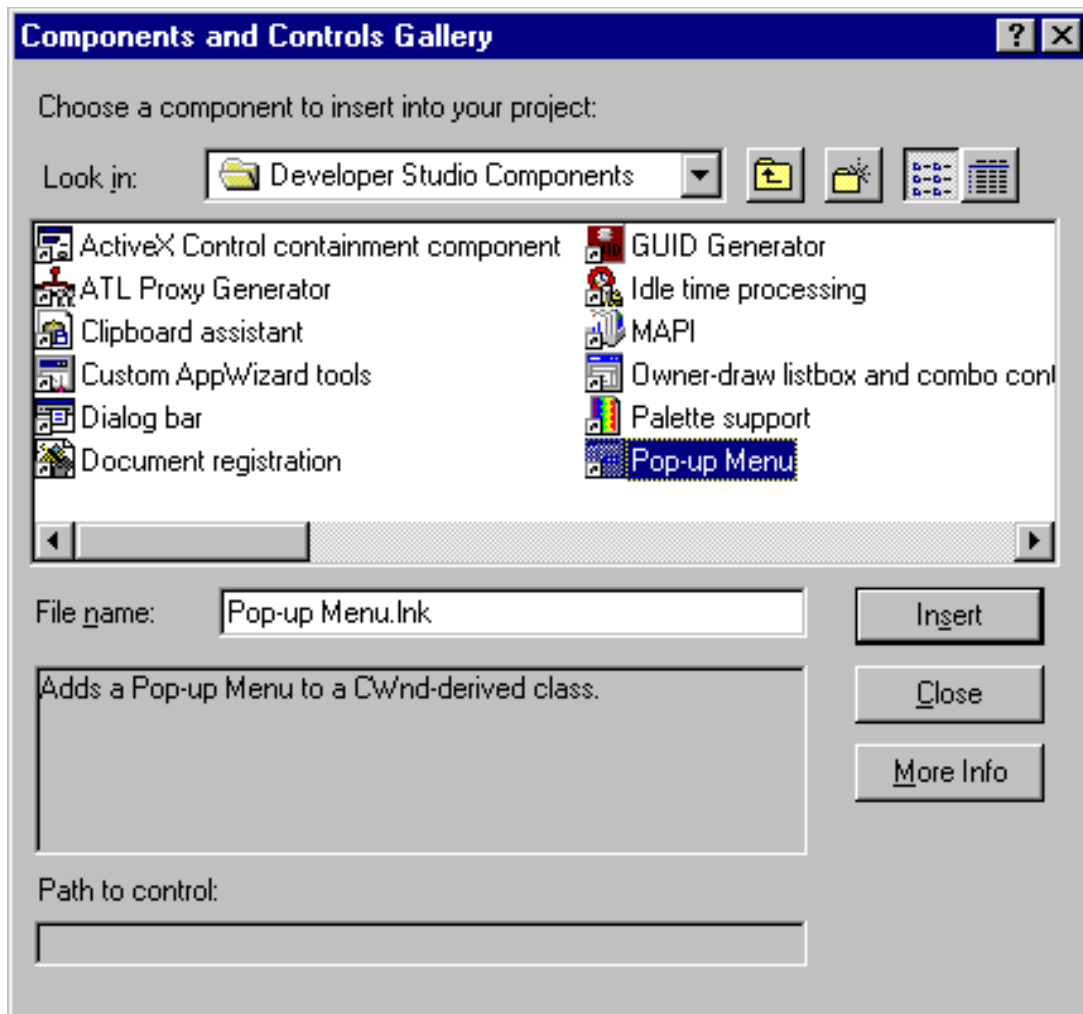 Components and Controls Gallery
Choose a component to insert into your project:
Look in: Developer Studio Components
ActiveX Control containment component GUID Generator
ATL Proxy Generator Idle time processing
Clipboard assistant MAPI
Custom AppWizard tools Owner-draw listbox and combo cont
Dialog bar Palette support
Document registration Pop-up Menu
File name: Pop-up Menu.lnk Insert
Adds a Pop-up Menu to a CWnd-derived class. Close
More Info
Path to control: